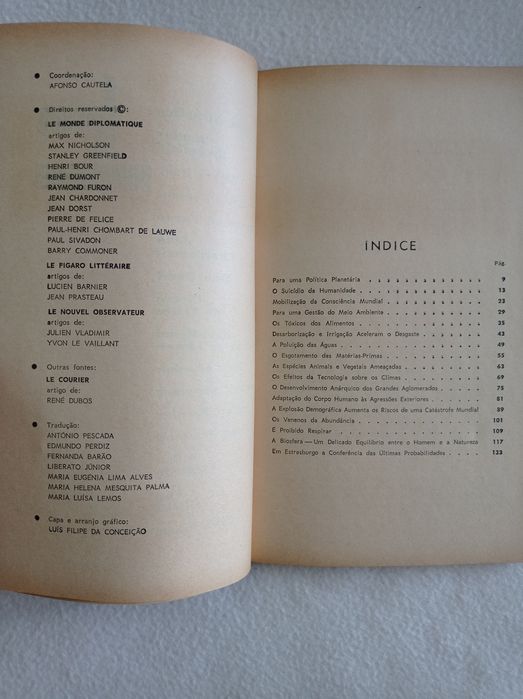 ● Coordenação:
AFONSO CAUTELA
● Direitos reservados ©:
LE MONDE DIPLOMATIQUE
artigos de:
MAX NICHOLSON
STANLEY GREENFIELD
HENRI BOUR
RENÉ DUMONT
RAYMOND FURON
JEAN CHARDONNET
JEAN DORST
PIERRE DE FELICE
PAUL-HENRI CHOMBART DE LAUWE
PAUL SIVADON
BARRY COMMONER
LE FIGARO LITTÉRAIRE
artigos de:
LUCIEN BARNIER
JEAN PRASTEAU
LE NOUVEL OBSERVATEUR
artigos de:
JULIEN VLADIMIR
YVON LE VAILLANT
● Outras fontes:
LE COURIER
artigo de:
RENÉ DUBOS
● Tradução:
ANTÓNIO PESCADA
EDMUNDO PERDIZ
FERNANDA BARÃO
LIBERATO JÚNIOR
MARIA EUGÉNIA LIMA ALVES
MARIA HELENA MESQUITA PALMA
MARIA LUÍSA LEMOS
● Capa e arranjo gráfico:
LUÍS FILIPE DA CONCEIÇÃO
ÍNDICE
Pág.
Para uma Política Planetária 9
O Suicídio da Humanidade 13
Mobilização da Consciência Mundial 23
Para uma Gestão do Meio Ambiente 29
Os Tóxicos dos Alimentos 35
Desarborização e Irrigação Aceleram o Desgaste 43
A Poluição das Águas 49
O Esgotamento das Matérias-Primas 55
As Espécies Animais e Vegetais Ameaçadas 63
Os Efeitos da Tecnologia sobre os Climas 69
O Desenvolvimento Anárquico dos Grandes Aglomerados 75
Adaptação do Corpo Humano às Agressões Exteriores 81
A Explosão Demográfica Aumenta os Riscos de uma Catástrofe Mundial 89
Os Venenos da Abundância 101
É Proibido Respirar 109
A Biosfera — Um Delicado Equilíbrio entre o Homem e a Natureza 117
Em Estrasburgo a Conferência das Últimas Probabilidades 133